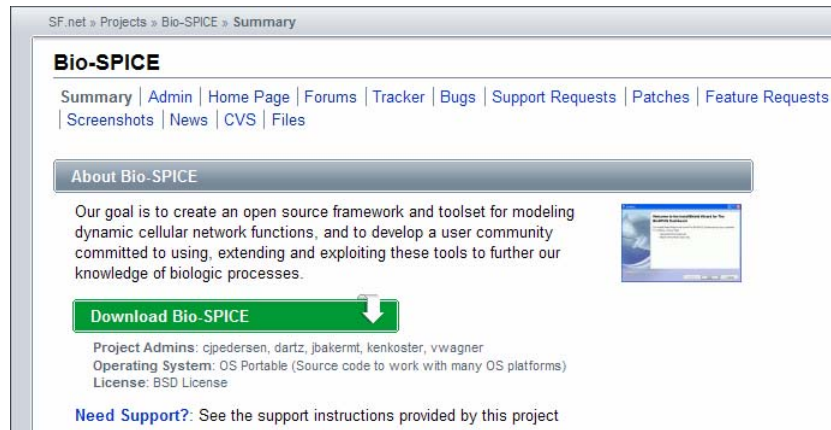 SF.net » Projects » Bio-SPICE » Summary
Bio-SPICE
Summary | Admin | Home Page | Forums | Tracker | Bugs | Support Requests | Patches | Feature Requests
| Screenshots | News | CVS | Files
About Bio-SPICE
Our goal is to create an open source framework and toolset for modeling
dynamic cellular network functions, and to develop a user community
committed to using, extending and exploiting these tools to further our
knowledge of biologic processes.
Download Bio-SPICE
Project Admins: cjpedersen, dartz, jbakermt, kenkoster, vwagner
Operating System: OS Portable (Source code to work with many OS platforms)
License: BSD License
Need Support?: See the support instructions provided by this project